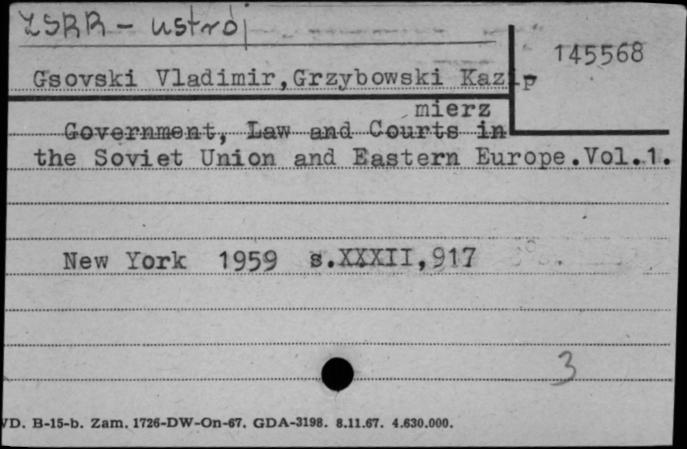 ZSRR - ustrój
145568
Gsovski Vladimir,Grzybowski Kazi
mierz
Government, Law and Courts in
the Soviet Union and Eastern Europe.Vol.1.
New York 1959 s.XXXII,917
3
VD. B-15-b. Zam. 1726-DW-On-67. GDA-3198. 8.11.67. 4.630.000.